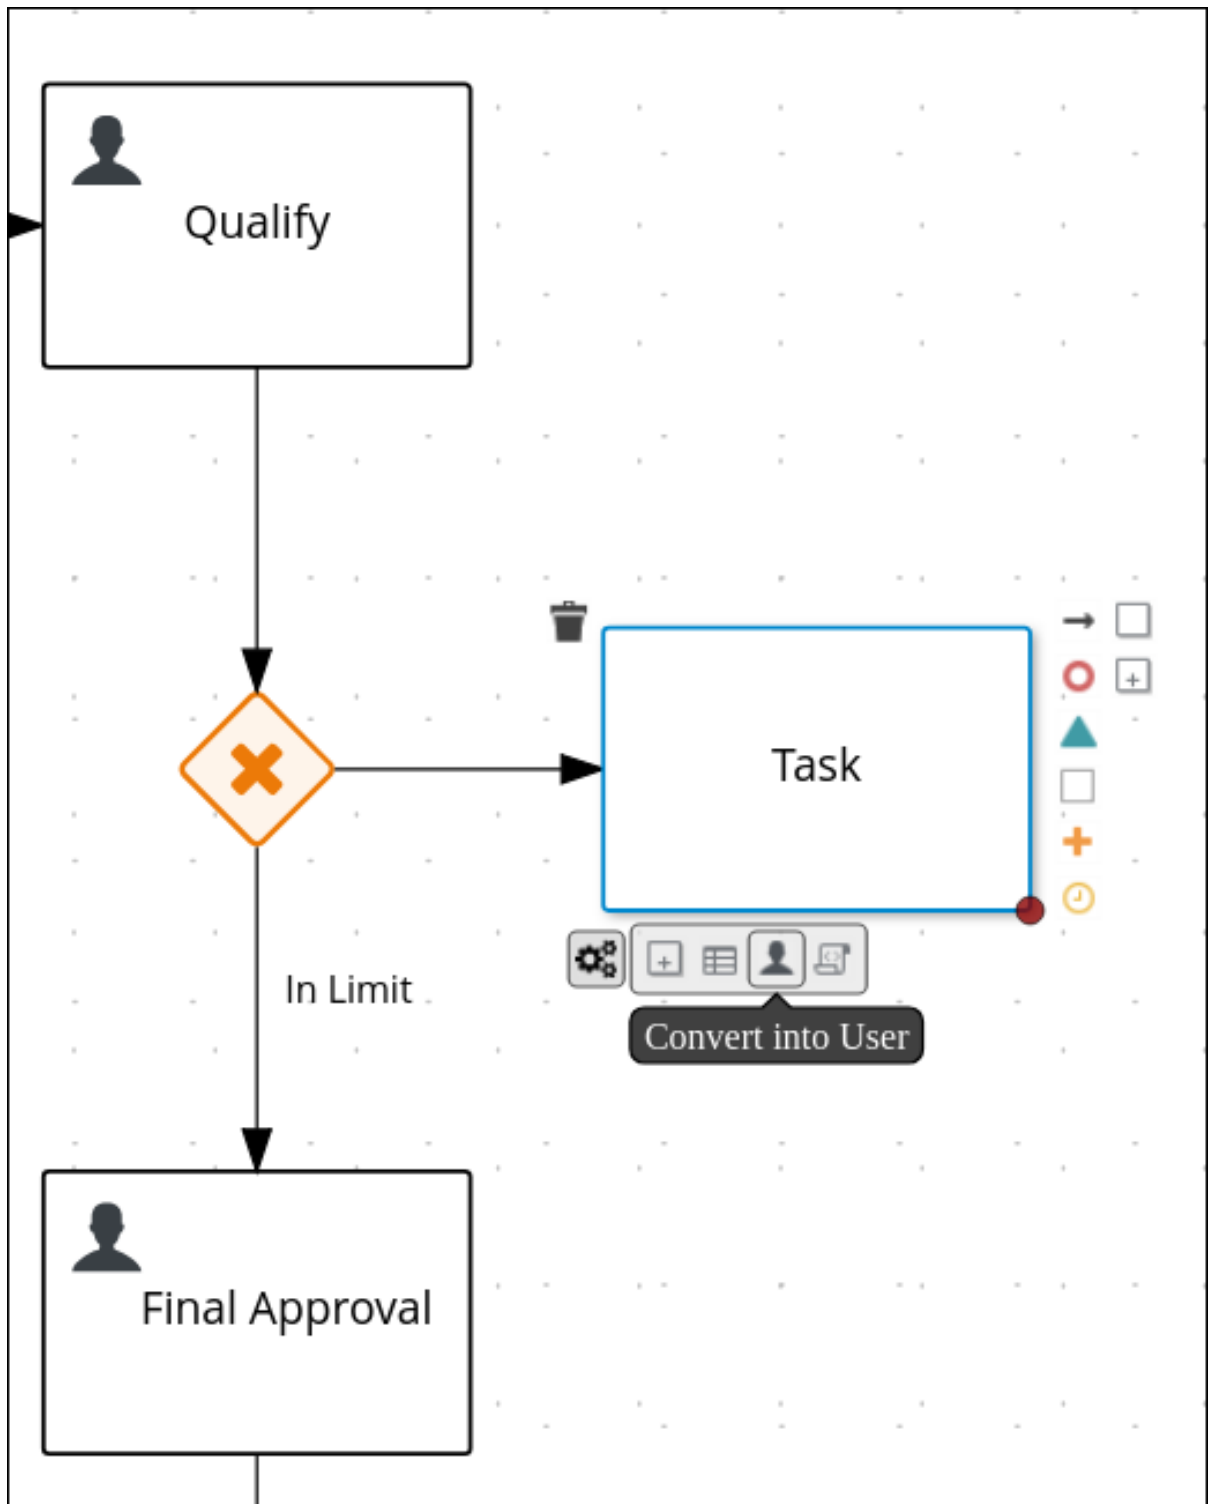 Qualify
Task
In Limit
Convert into User
Final Approval